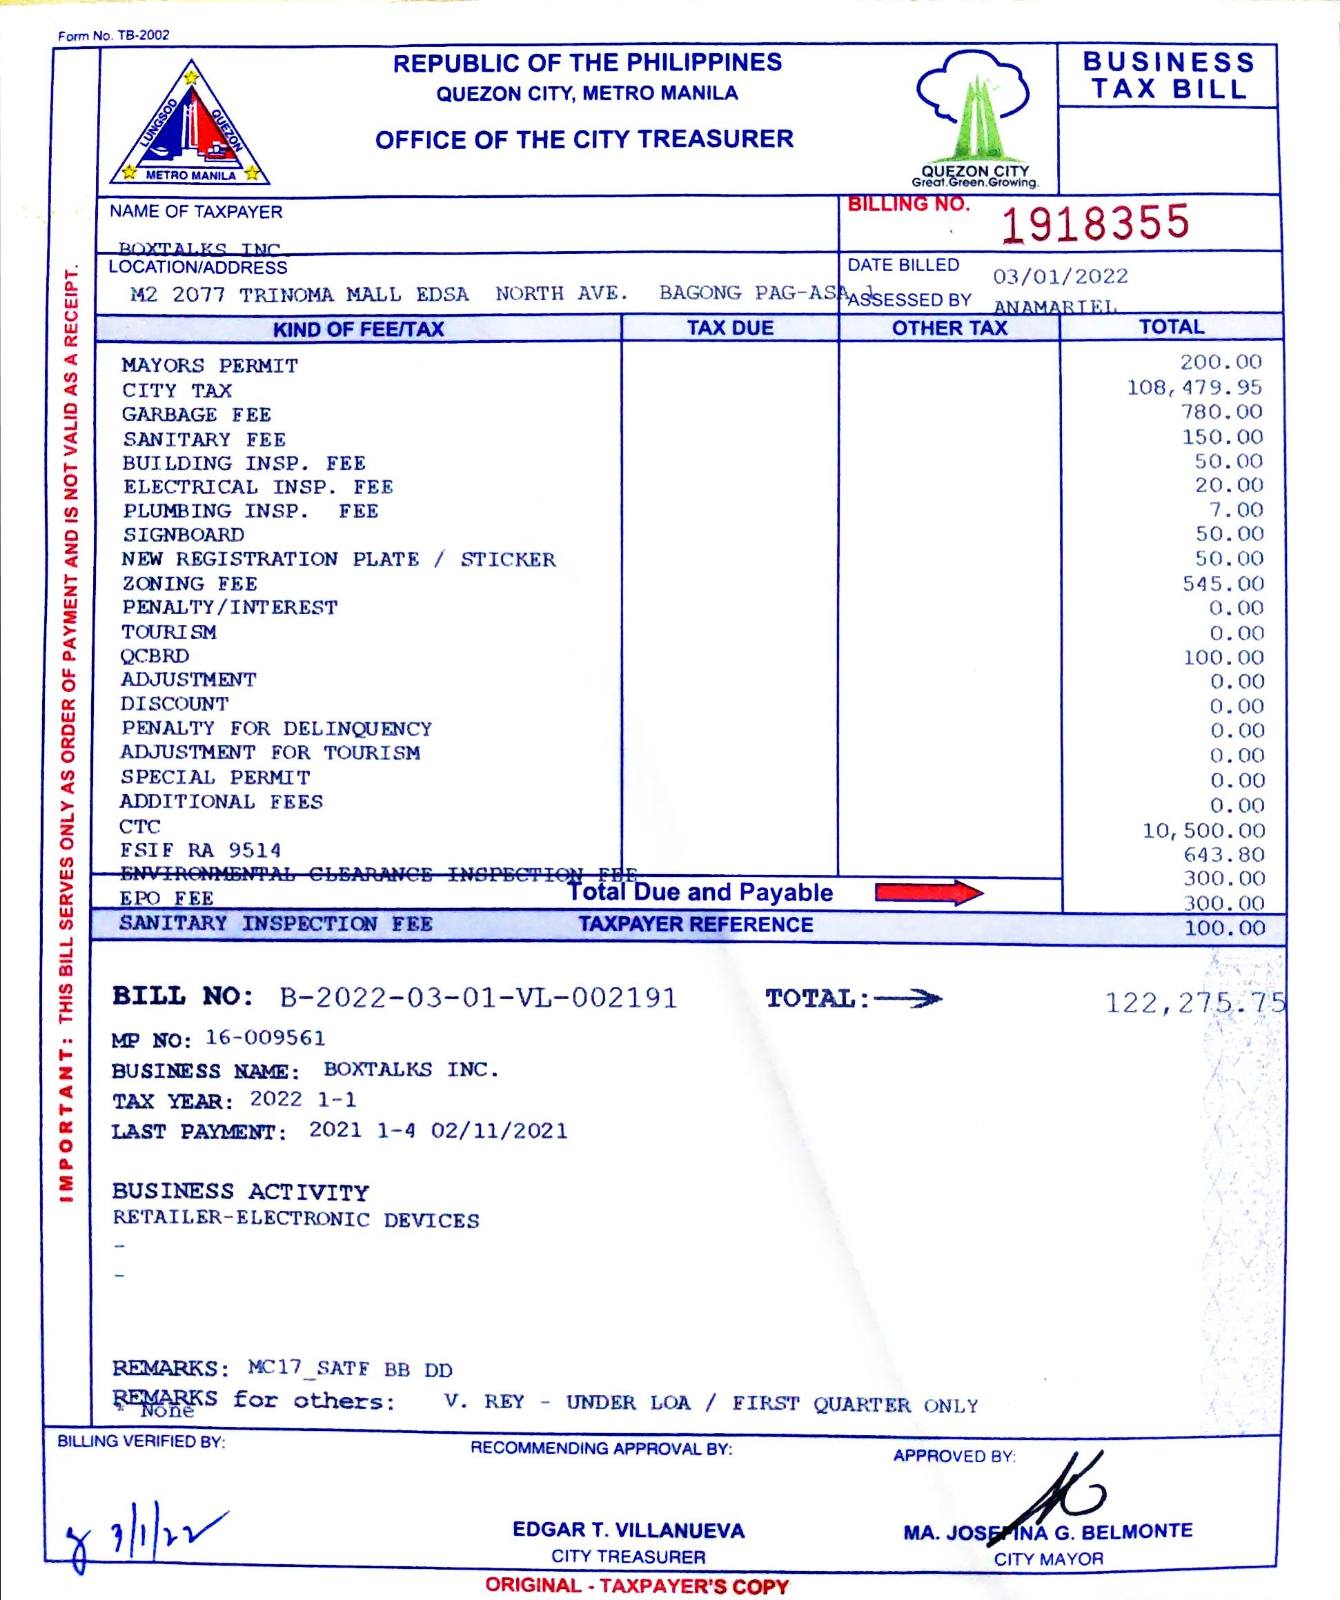 Form No. TB-2002
REPUBLIC OF THE PHILIPPINES
QUEZON CITY, METRO MANILA
OFFICE OF THE CITY TREASURER
LUNGSOD QUEZON
METRO MANILA
QUEZON CITY
Great.Green.Growing.
BUSINESS
TAX BILL
NAME OF TAXPAYER
BOXTALKS INC
BILLING NO. 1918355
LOCATION/ADDRESS
M2 2077 TRINOMA MALL EDSA NORTH AVE. BAGONG PAG-ASA 1
DATE BILLED 03/01/2022
ASSESSED BY ANAMARIEL
KIND OF FEE/TAX TAX DUE OTHER TAX TOTAL
MAYORS PERMIT 200.00
CITY TAX 108,479.95
GARBAGE FEE 780.00
SANITARY FEE 150.00
BUILDING INSP. FEE 50.00
ELECTRICAL INSP. FEE 20.00
PLUMBING INSP. FEE 7.00
SIGNBOARD 50.00
NEW REGISTRATION PLATE / STICKER 50.00
ZONING FEE 545.00
PENALTY/INTEREST 0.00
TOURISM 0.00
QCBRD 100.00
ADJUSTMENT 0.00
DISCOUNT 0.00
PENALTY FOR DELINQUENCY 0.00
ADJUSTMENT FOR TOURISM 0.00
SPECIAL PERMIT 0.00
ADDITIONAL FEES 0.00
CTC 10,500.00
FSIF RA 9514 643.80
ENVIRONMENTAL CLEARANCE INSPECTION FEE 300.00
Total Due and Payable
EPO FEE 300.00
SANITARY INSPECTION FEE 100.00
TAXPAYER REFERENCE
BILL NO: B-2022-03-01-VL-002191 TOTAL: 122,275.75
MP NO: 16-009561
BUSINESS NAME: BOXTALKS INC.
TAX YEAR: 2022 1-1
LAST PAYMENT: 2021 1-4 02/11/2021
BUSINESS ACTIVITY
RETAILER-ELECTRONIC DEVICES
-
-
REMARKS: MC17_SATF BB DD
REMARKS for others: V. REY - UNDER LOA / FIRST QUARTER ONLY
* None
IMPORTANT: THIS BILL SERVES ONLY AS ORDER OF PAYMENT AND IS NOT VALID AS A RECEIPT.
BILLING VERIFIED BY:
3/1/22
RECOMMENDING APPROVAL BY:
EDGAR T. VILLANUEVA
CITY TREASURER
APPROVED BY:
MA. JOSEFINA G. BELMONTE
CITY MAYOR
ORIGINAL - TAXPAYER'S COPY